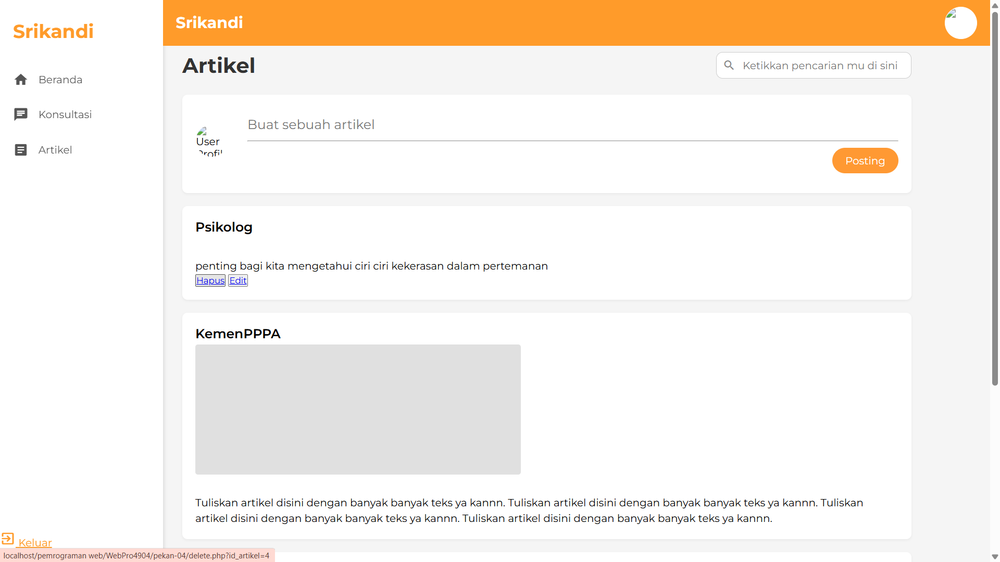 Srikandi
Beranda
Konsultasi
Artikel
Keluar
localhost/pemrograman web/WebPro4904/pekan-04/delete.php?id_artikel=4
Srikandi
Artikel
Ketikkan pencarian mu di sini
User
Profil
Buat sebuah artikel
Posting
Psikolog
penting bagi kita mengetahui ciri ciri kekerasan dalam pertemanan
Hapus Edit
KemenPPPA
Tuliskan artikel disini dengan banyak banyak teks ya kannn. Tuliskan artikel disini dengan banyak banyak teks ya kannn. Tuliskan
artikel disini dengan banyak banyak teks ya kannn. Tuliskan artikel disini dengan banyak banyak teks ya kannn.